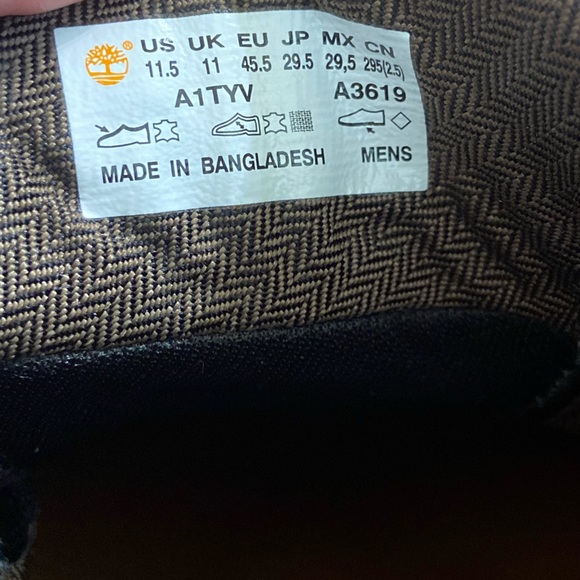 ® US UK EU JP MX CN
11.5 11 45.5 29.5 29,5 295(2.5)
A1TYV A3619
MADE IN BANGLADESH MENS